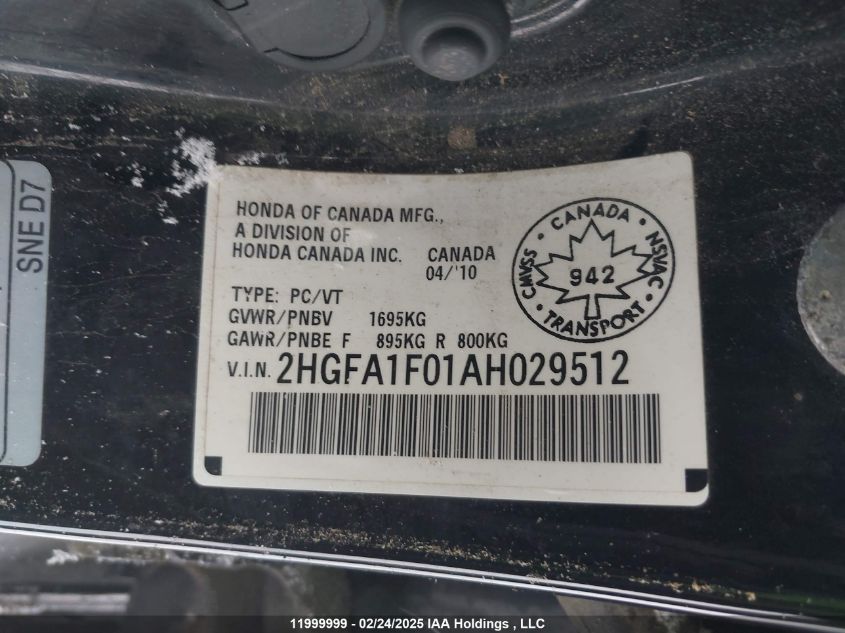 SNE D7
HONDA OF CANADA MFG.,
A DIVISION OF
HONDA CANADA INC. CANADA
04/'10
TYPE: PC/VT
GVWR/PNBV 1695KG
GAWR/PNBE F 895KG R 800KG
V.I.N. 2HGFA1F01AH029512
CANADA
CMVSS 942 NSVAC
TRANSPORT
11999999 - 02/24/2025 IAA Holdings , LLC